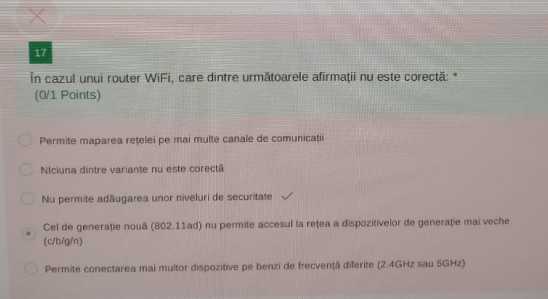 17
În cazul unui router WiFi, care dintre următoarele afirmații nu este corectă: *
(0/1 Points)
Permite maparea rețelei pe mai multe canale de comunicații
Niciuna dintre variante nu este corectă
Nu permite adăugarea unor niveluri de securitate
Cel de generație nouă (802.11ad) nu permite accesul la rețea a dispozitivelor de generație mai veche
(c/b/g/n)
Permite conectarea mai multor dispozitive pe benzi de frecvență diferite (2.4GHz sau 5GHz)